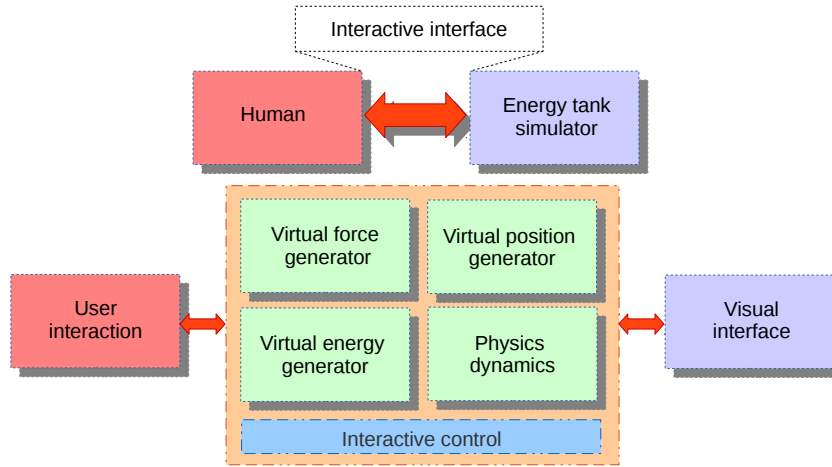 Interactive interface
Human
Energy tank
simulator
Virtual force
generator
Virtual position
generator
User
interaction
Visual
interface
Virtual energy
generator
Physics
dynamics
Interactive control